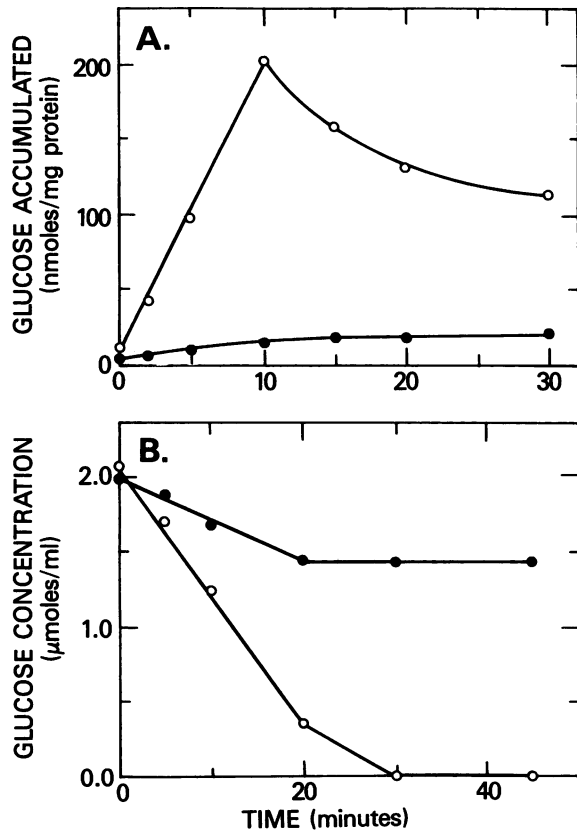 A.
GLUCOSE ACCUMULATED
(nmoles/mg protein)
200
100
0
0 10 20 30
B.
GLUCOSE CONCENTRATION
(μmoles/ml)
2.0
1.0
0.0
0 20 40
TIME (minutes)